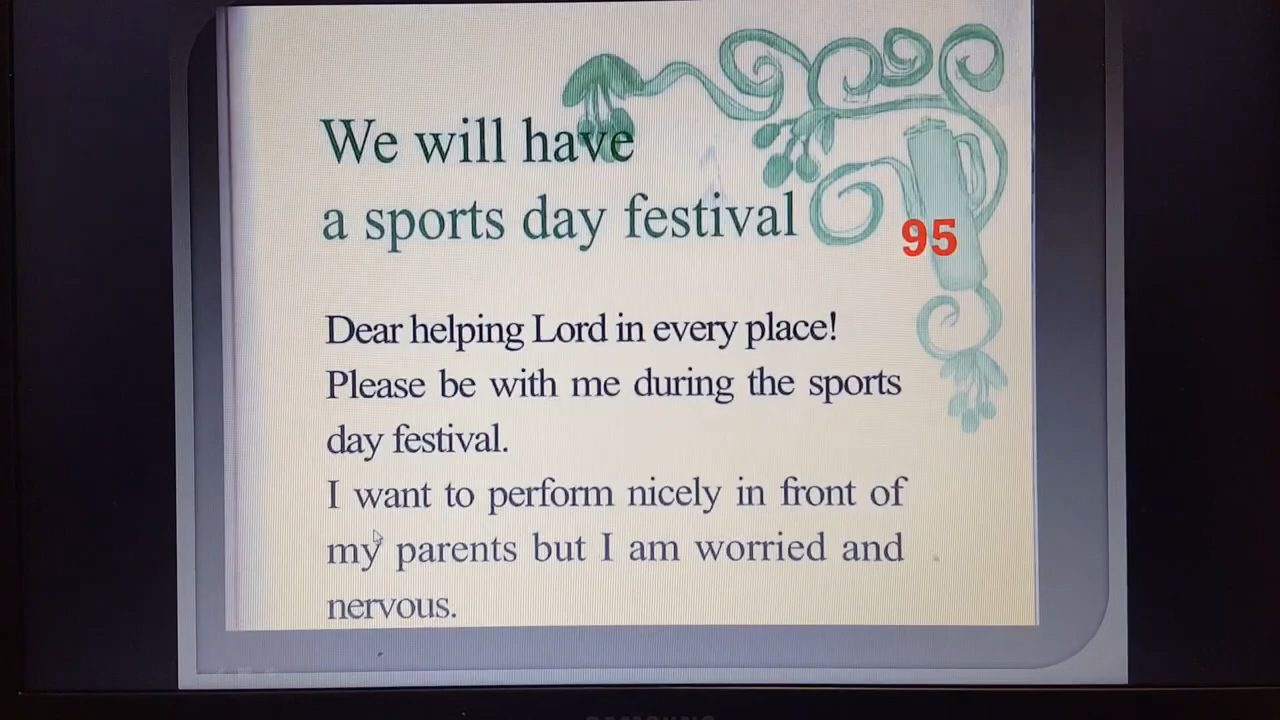 We will have
a sports day festival
95
Dear helping Lord in every place!
Please be with me during the sports
day festival.
I want to perform nicely in front of
my parents but I am worried and
nervous.